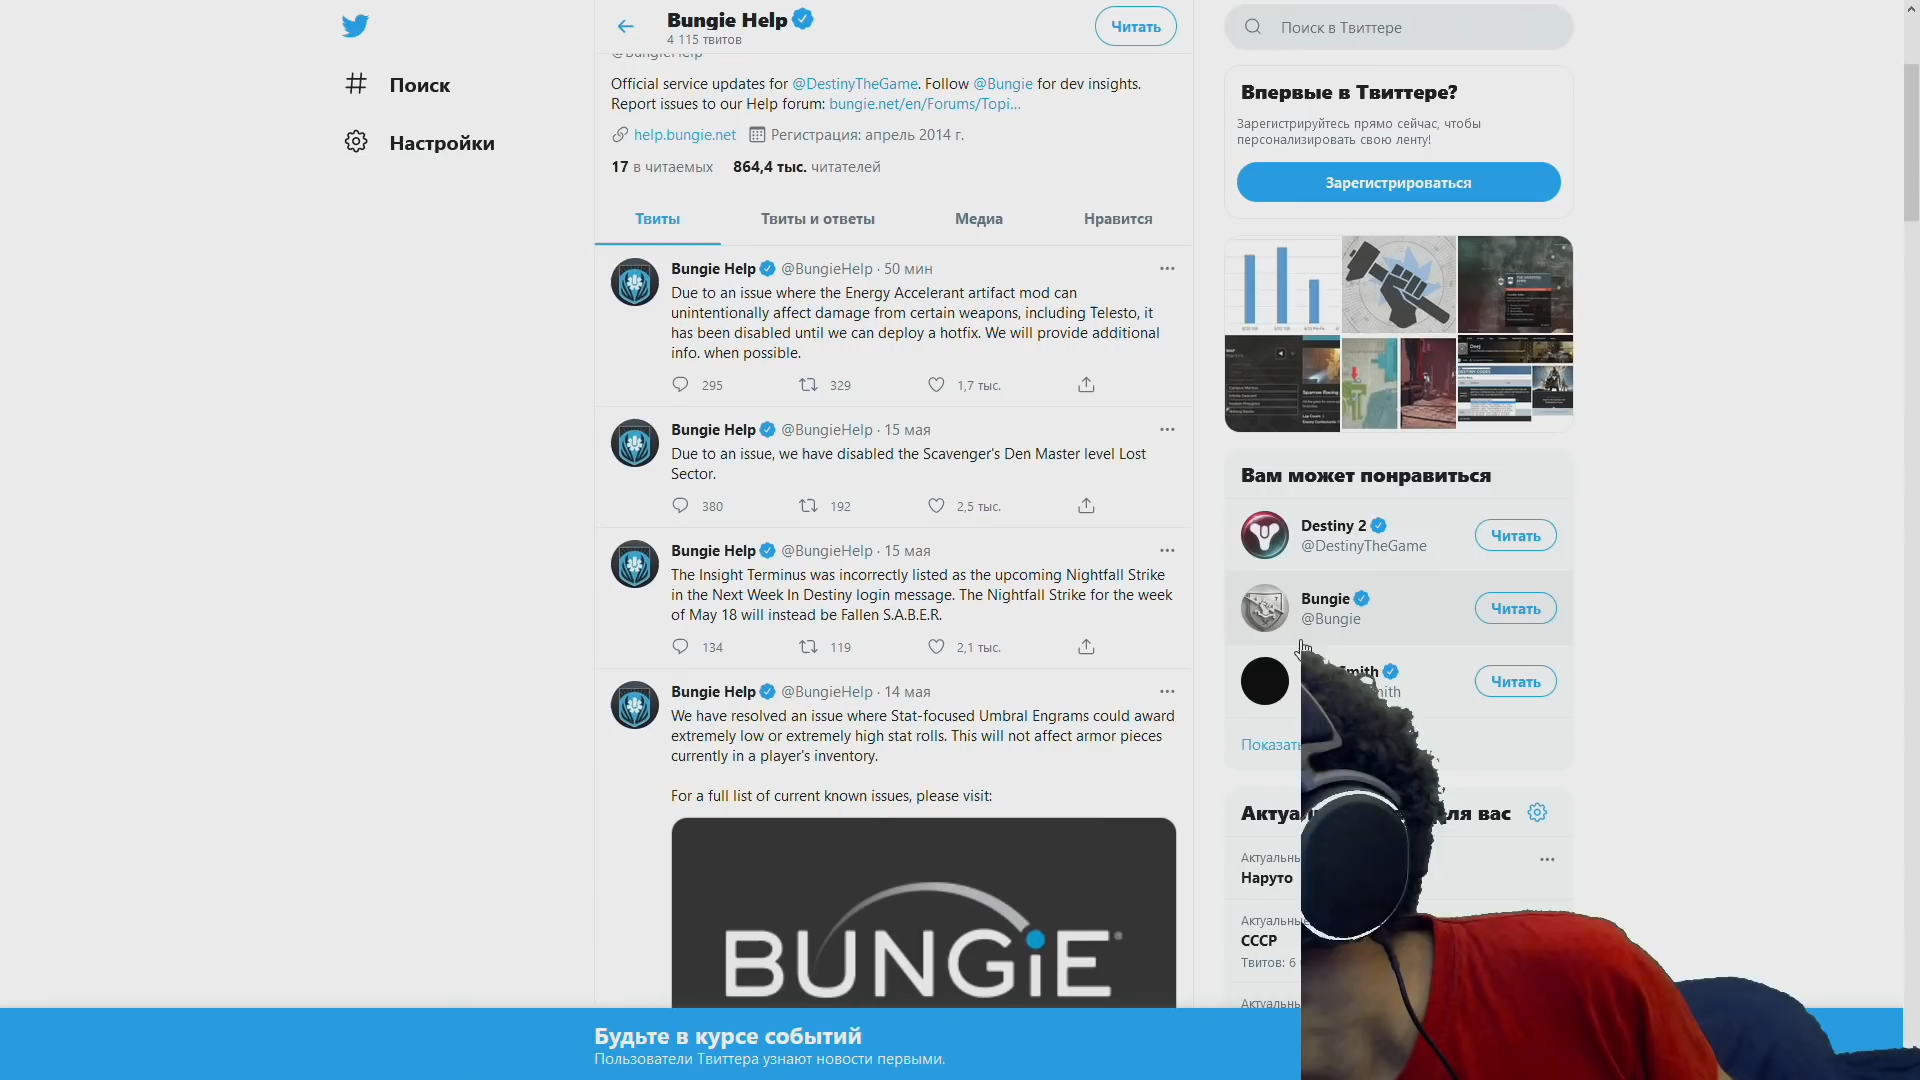 Bungie Help
4 115 твитов
Читать
Поиск
Настройки
@BungieHelp
Official service updates for @DestinyTheGame. Follow @Bungie for dev insights.
Report issues to our Help forum: bungie.net/en/Forums/Topi...
help.bungie.net Регистрация: апрель 2014 г.
17 в читаемых 864,4 тыс. читателей
Твиты Твиты и ответы Медиа Нравится
Bungie Help @BungieHelp · 50 мин
Due to an issue where the Energy Accelerant artifact mod can
unintentionally affect damage from certain weapons, including Telesto, it
has been disabled until we can deploy a hotfix. We will provide additional
info. when possible.
295 329 1,7 тыс.
Bungie Help @BungieHelp · 15 мая
Due to an issue, we have disabled the Scavenger's Den Master level Lost
Sector.
380 192 2,5 тыс.
Bungie Help @BungieHelp · 15 мая
The Insight Terminus was incorrectly listed as the upcoming Nightfall Strike
in the Next Week In Destiny login message. The Nightfall Strike for the week
of May 18 will instead be Fallen S.A.B.E.R.
134 119 2,1 тыс.
Bungie Help @BungieHelp · 14 мая
We have resolved an issue where Stat-focused Umbral Engrams could award
extremely low or extremely high stat rolls. This will not affect armor pieces
currently in a player's inventory.
For a full list of current known issues, please visit:
BUNGiE
Поиск в Твиттере
Впервые в Твиттере?
Зарегистрируйтесь прямо сейчас, чтобы
персонализировать свою ленту!
Зарегистрироваться
Вам может понравиться
Destiny 2
@DestinyTheGame
Читать
Bungie
@Bungie
Читать
mith
mith
Читать
Показать
Актуа ля вас
Актуальны
Наруто
Актуальные
СССР
Твитов: 6
Актуальны
Будьте в курсе событий
Пользователи Твиттера узнают новости первыми.